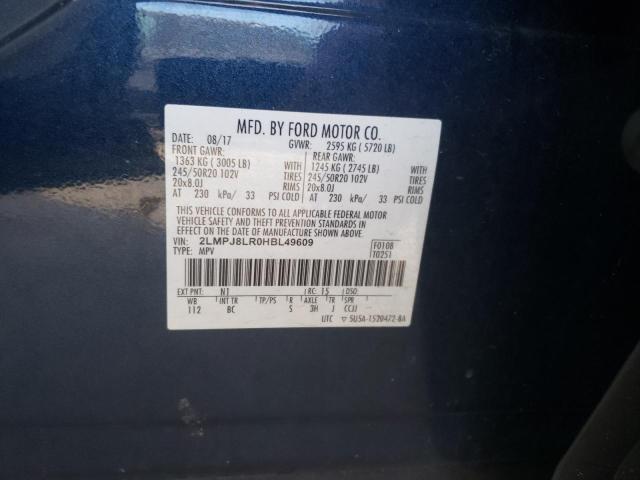 MFD. BY FORD MOTOR CO.
DATE: 08/17 GVWR: 2595 KG ( 5720 LB)
FRONT GAWR: REAR GAWR:
1363 KG ( 3005 LB) WITH 1245 KG ( 2745 LB) WITH
245/50R20 102V TIRES 245/50R20 102V TIRES
20x8.0J RIMS 20x8.0J RIMS
AT 230 kPa/ 33 PSI COLD AT 230 kPa/ 33 PSI COLD
THIS VEHICLE CONFORMS TO ALL APPLICABLE FEDERAL MOTOR
VEHICLE SAFETY AND THEFT PREVENTION STANDARDS IN EFFECT ON THE
DATE OF MANUFACTURE SHOWN ABOVE.
VIN: 2LMPJ8LR0HBL49609 F0108
TYPE: MPV T0251
EXT PNT: N1 RC: 15 DSO:
WB INT TR TP/PS R AXLE TR SPR
112 BC S 3H J CCJJ
UTC ▽ 5U5A-1520472-BA